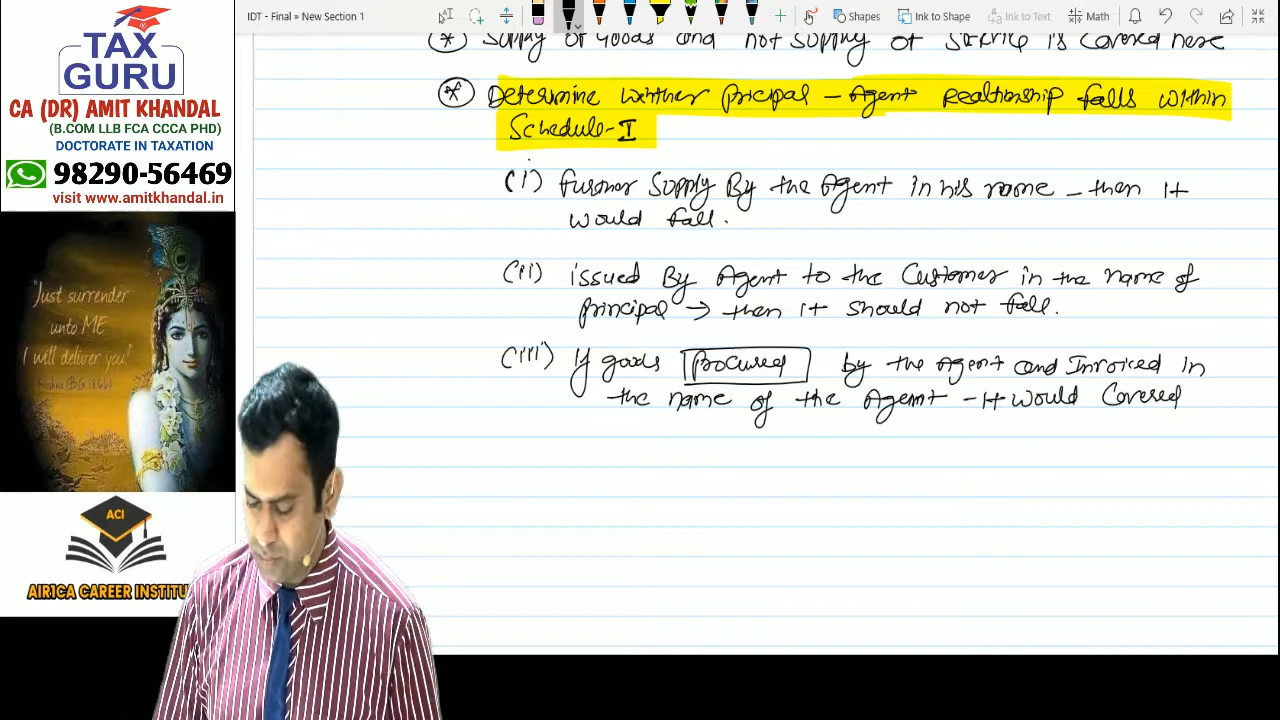 IDT - Final » New Section 1
Shapes
Ink to Shape
Ink to Text
Math
TAX
GURU
CA (DR) AMIT KHANDAL
(B.COM LLB FCA CCCA PHD)
DOCTORATE IN TAXATION
98290-56469
visit www.amitkhandal.in
"Just surrender
unto ME
I will deliver you"
Krishna (BG 18.66)
ACI
AIR1CA CAREER INSTITU
* Supply of Goods and not supply of service is covered here
* Determine whether principal - Agent Realtionship falls within
Schedule-I
(i) Further supply By the Agent in his name - then it
would fall.
(ii) issued By Agent to the Customer in the name of
principal → then it should not fall.
(iii) If goods procured by the Agent and Invoiced in
the name of the Agent - it would Covered